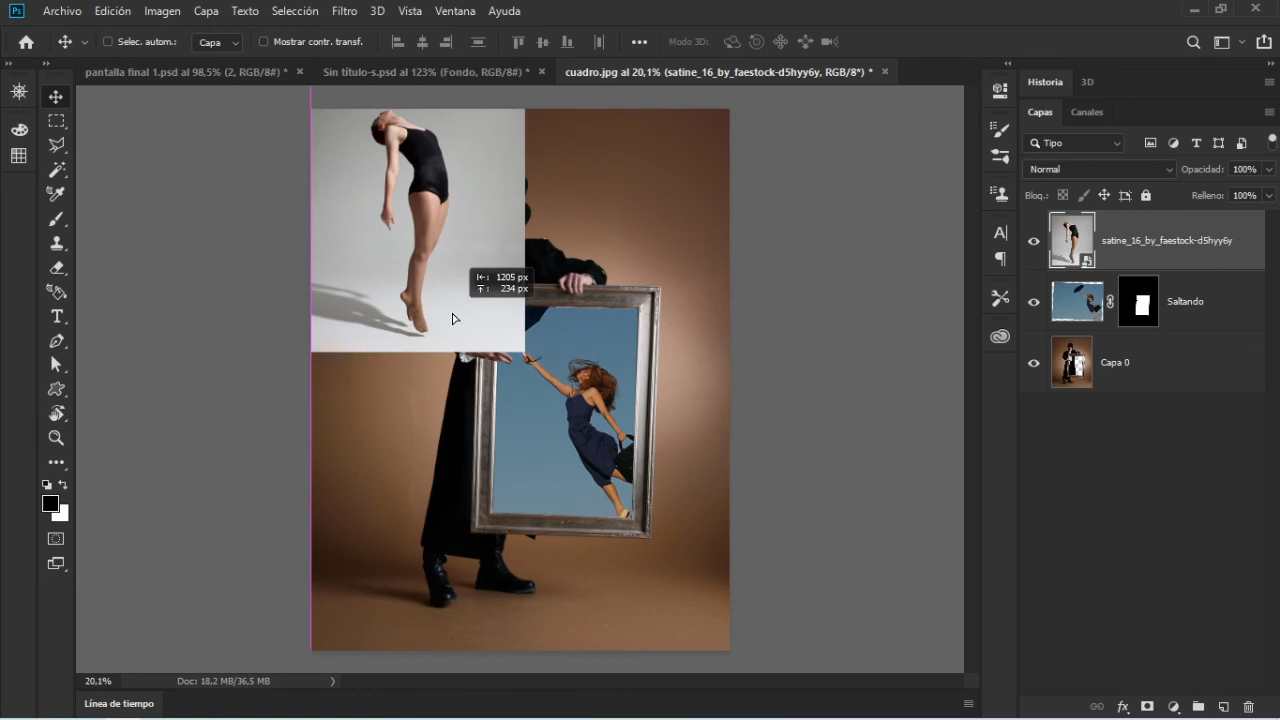 Ps Archivo Edición Imagen Capa Texto Selección Filtro 3D Vista Ventana Ayuda
Selec. autom.: Capa Mostrar contr. transf. Modo 3D:
pantalla final 1.psd al 98,5% (2, RGB/8#) * Sin título-s.psd al 123% (Fondo, RGB/8#) * cuadro.jpg al 20,1% (satine_16_by_faestock-d5hyy6y, RGB/8*) *
Historia 3D
Capas Canales
Tipo
Normal Opacidad: 100%
Bloq.: Relleno: 100%
satine_16_by_faestock-d5hyy6y
1205 px
234 px
Saltando
Capa 0
20,1% Doc: 18,2 MB/36,5 MB
Línea de tiempo